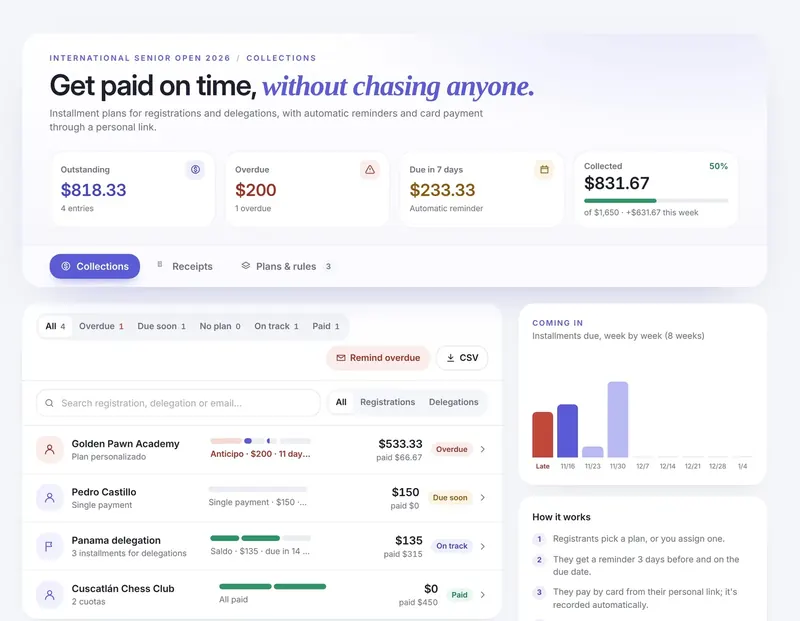 INTERNATIONAL SENIOR OPEN 2026 / COLLECTIONS
Get paid on time, without chasing anyone.
Installment plans for registrations and delegations, with automatic reminders and card payment
through a personal link.
Outstanding
$818.33
4 entries
Overdue
$200
1 overdue
Due in 7 days
$233.33
Automatic reminder
Collected
50%
$831.67
of $1,650 · +$631.67 this week
Collections
Receipts
Plans & rules 3
All 4
Overdue 1
Due soon 1
No plan 0
On track 1
Paid 1
Remind overdue
CSV
Search registration, delegation or email...
All
Registrations
Delegations
Golden Pawn Academy
Plan personalizado
Anticipo · $200 · 11 day...
$533.33
paid $66.67
Overdue
Pedro Castillo
Single payment
Single payment · $150 ·...
$150
paid $0
Due soon
Panama delegation
3 installments for delegations
Saldo · $135 · due in 14 ...
$135
paid $315
On track
Cuscatlán Chess Club
2 cuotas
All paid
$0
paid $450
Paid
COMING IN
Installments due, week by week (8 weeks)
Late 11/16 11/23 11/30 12/7 12/14 12/21 12/28 1/4
How it works
1 Registrants pick a plan, or you assign one.
2 They get a reminder 3 days before and on the
due date.
3 They pay by card from their personal link; it's
recorded automatically.